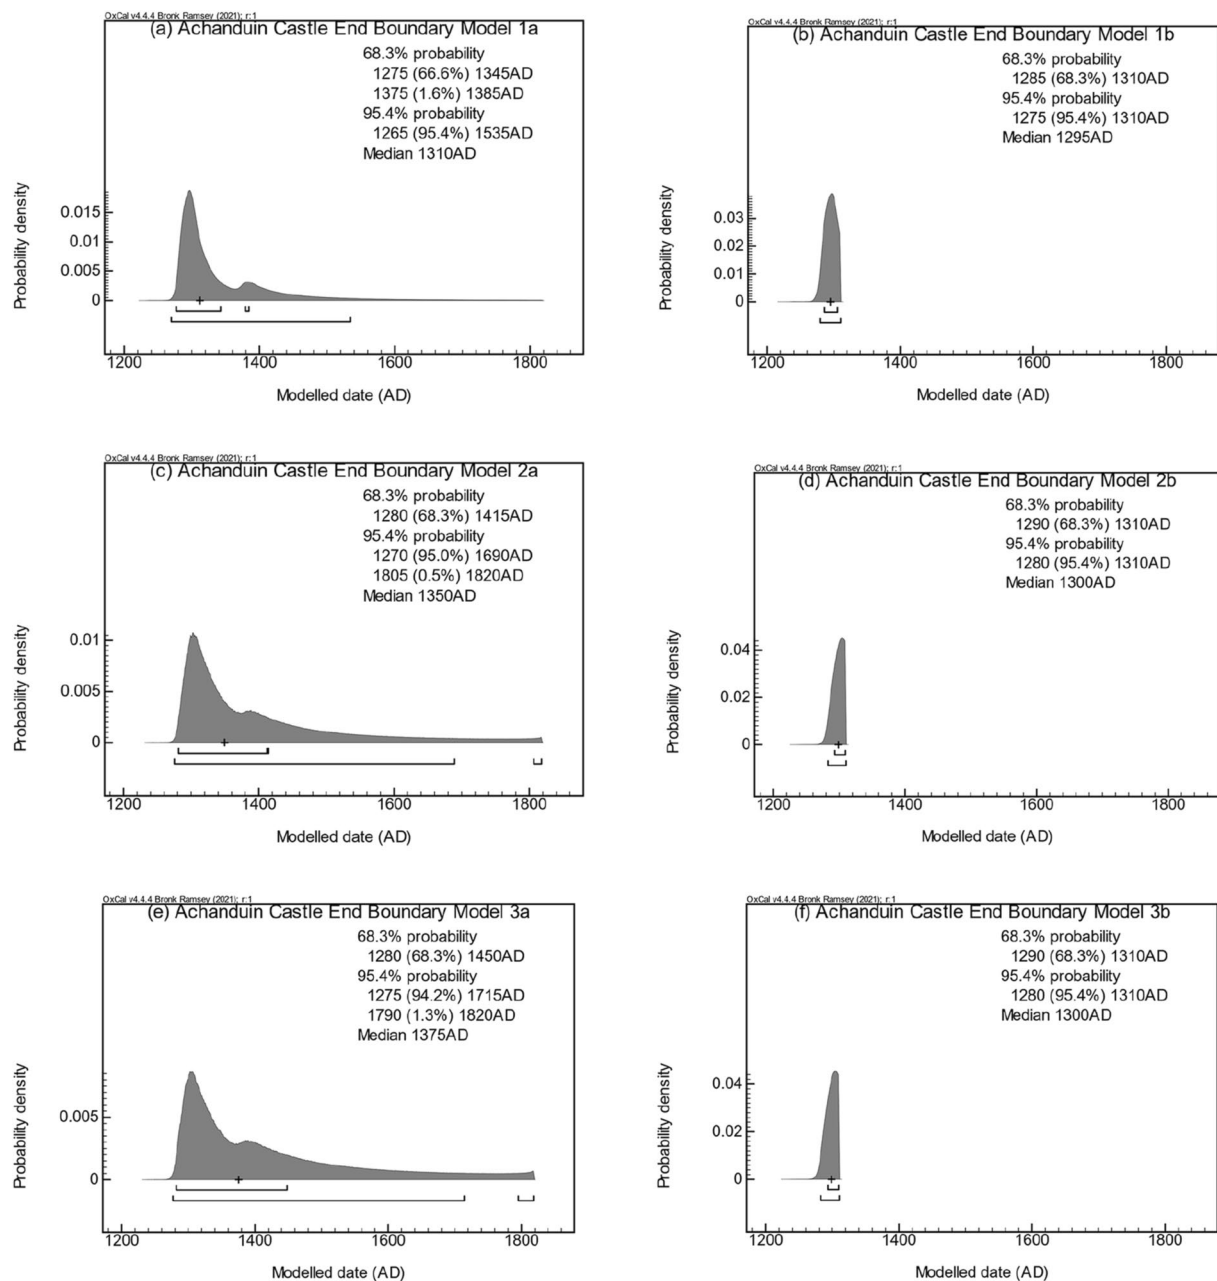 OxCal v4.4.4 Bronk Ramsey (2021); r:1
(a) Achanduin Castle End Boundary Model 1a
68.3% probability
1275 (66.6%) 1345AD
1375 (1.6%) 1385AD
95.4% probability
1265 (95.4%) 1535AD
Median 1310AD
Probability density
0.015
0.01
0.005
0
1200 1400 1600 1800
Modelled date (AD)
OxCal v4.4.4 Bronk Ramsey (2021); r:1
(b) Achanduin Castle End Boundary Model 1b
68.3% probability
1285 (68.3%) 1310AD
95.4% probability
1275 (95.4%) 1310AD
Median 1295AD
Probability density
0.03
0.02
0.01
0
1200 1400 1600 1800
Modelled date (AD)
OxCal v4.4.4 Bronk Ramsey (2021); r:1
(c) Achanduin Castle End Boundary Model 2a
68.3% probability
1280 (68.3%) 1415AD
95.4% probability
1270 (95.0%) 1690AD
1805 (0.5%) 1820AD
Median 1350AD
Probability density
0.01
0.005
0
1200 1400 1600 1800
Modelled date (AD)
OxCal v4.4.4 Bronk Ramsey (2021); r:1
(d) Achanduin Castle End Boundary Model 2b
68.3% probability
1290 (68.3%) 1310AD
95.4% probability
1280 (95.4%) 1310AD
Median 1300AD
Probability density
0.04
0.02
0
1200 1400 1600 1800
Modelled date (AD)
OxCal v4.4.4 Bronk Ramsey (2021); r:1
(e) Achanduin Castle End Boundary Model 3a
68.3% probability
1280 (68.3%) 1450AD
95.4% probability
1275 (94.2%) 1715AD
1790 (1.3%) 1820AD
Median 1375AD
Probability density
0.005
0
1200 1400 1600 1800
Modelled date (AD)
OxCal v4.4.4 Bronk Ramsey (2021); r:1
(f) Achanduin Castle End Boundary Model 3b
68.3% probability
1290 (68.3%) 1310AD
95.4% probability
1280 (95.4%) 1310AD
Median 1300AD
Probability density
0.04
0.02
0
1200 1400 1600 1800
Modelled date (AD)